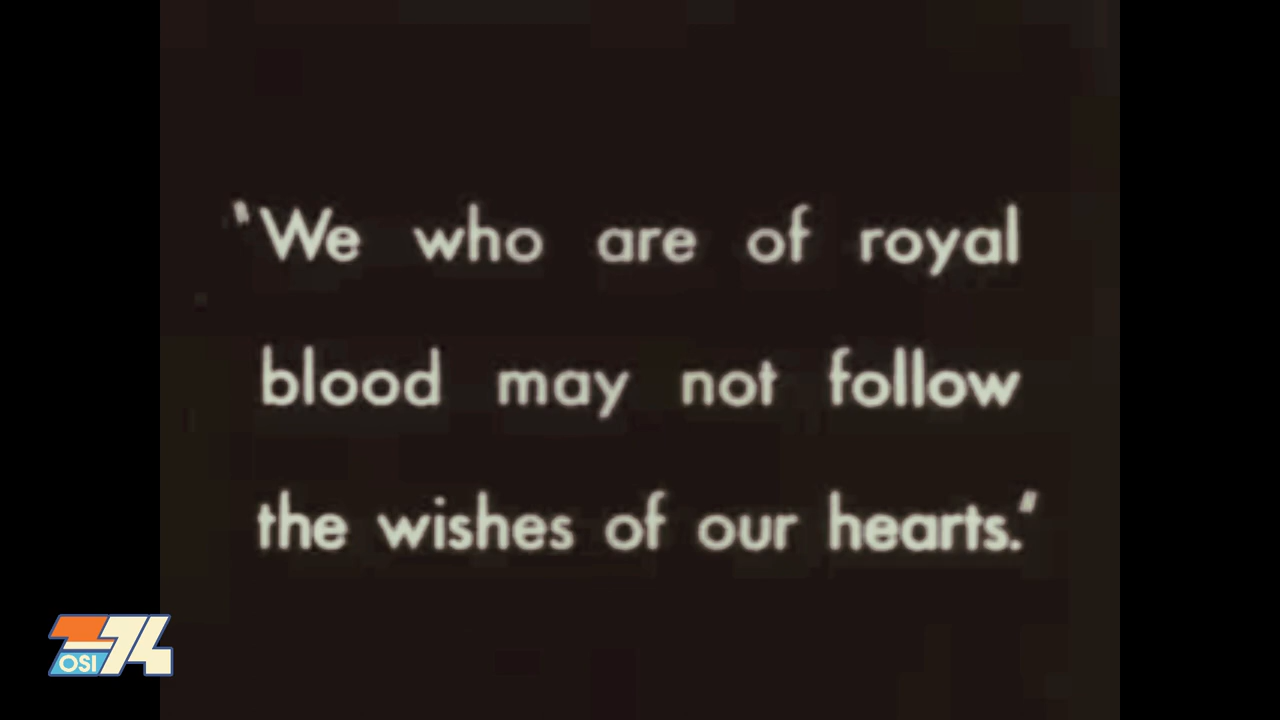 "We who are of royal
blood may not follow
the wishes of our hearts."
OSI 74